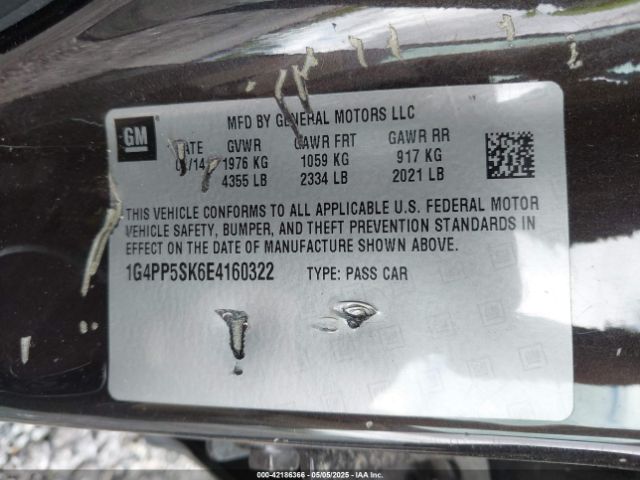 GM
MFD BY GENERAL MOTORS LLC
DATE GVWR GAWR FRT GAWR RR
/14 1976 KG 1059 KG 917 KG
4355 LB 2334 LB 2021 LB
THIS VEHICLE CONFORMS TO ALL APPLICABLE U.S. FEDERAL MOTOR
VEHICLE SAFETY, BUMPER, AND THEFT PREVENTION STANDARDS IN
EFFECT ON THE DATE OF MANUFACTURE SHOWN ABOVE.
1G4PP5SK6E4160322 TYPE: PASS CAR
000-42186366 - 05/05/2025 - IAAI.COM